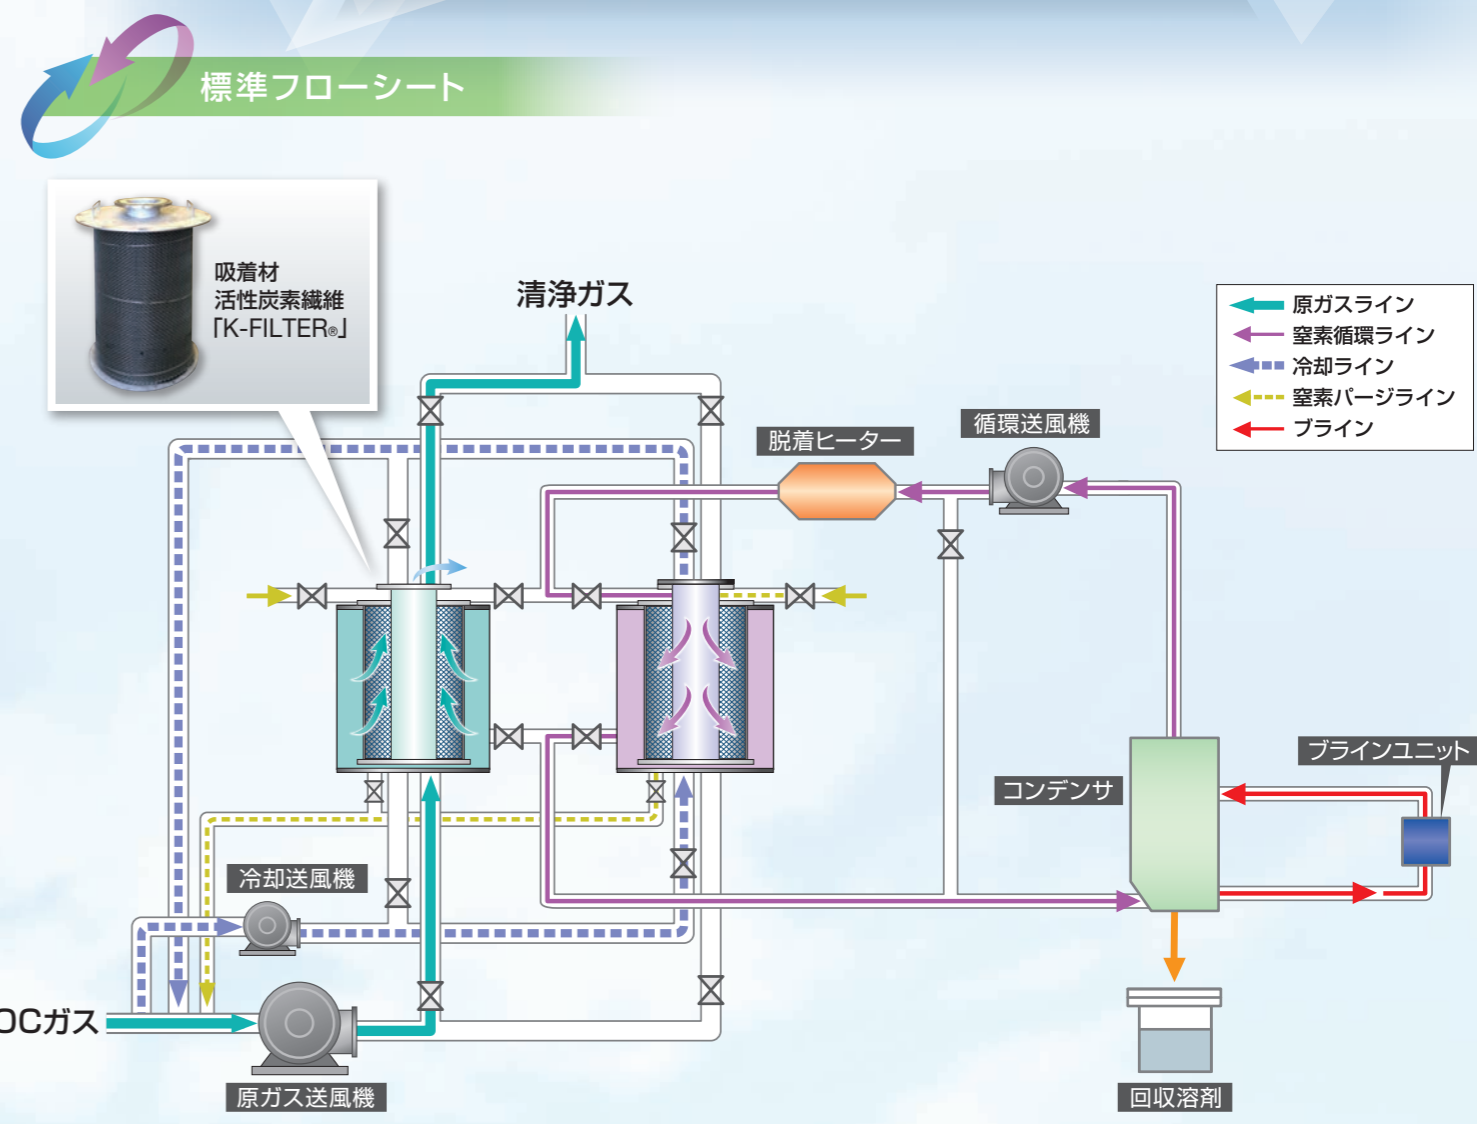 標準フローシート
吸着材
活性炭素繊維
「K-FILTER®」
清浄ガス
原ガスライン
窒素循環ライン
冷却ライン
窒素パージライン
ブライン
脱着ヒーター
循環送風機
コンデンサ
ブラインユニット
冷却送風機
OCガス
原ガス送風機
回収溶剤